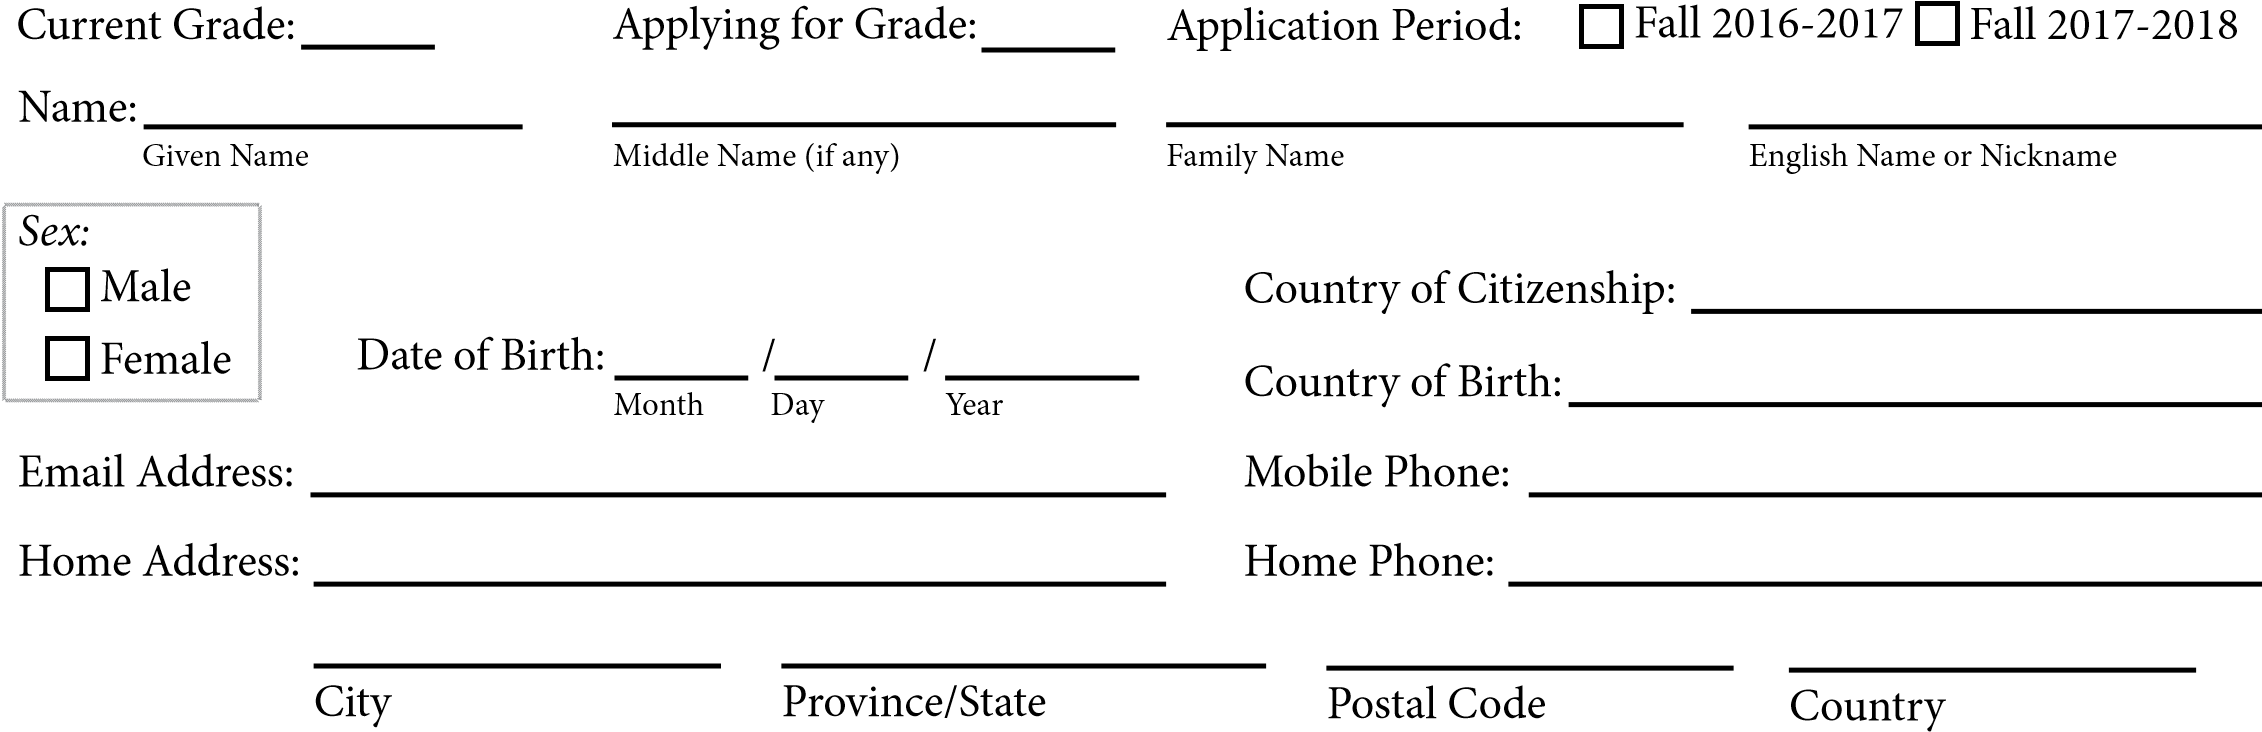 Current Grade: Applying for Grade: Application Period: Fall 2016-2017 Fall 2017-2018
Name:
Given Name Middle Name (if any) Family Name English Name or Nickname
Sex:
Male
Female
Date of Birth: / /
Month Day Year
Country of Citizenship:
Country of Birth:
Email Address: Mobile Phone:
Home Address: Home Phone:
City Province/State Postal Code Country